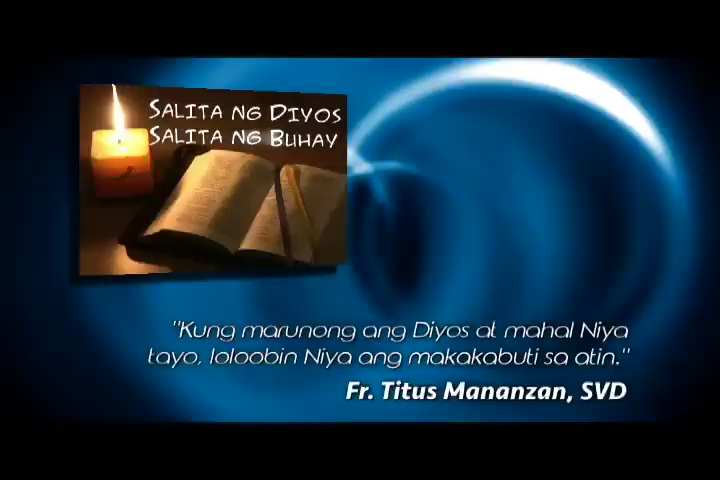 SALITA NG DIYOS
SALITA NG BUHAY
"Kung marunong ang Diyos at mahal Niya
tayo, loloobin Niya ang makakabuti sa atin."
Fr. Titus Mananzan, SVD